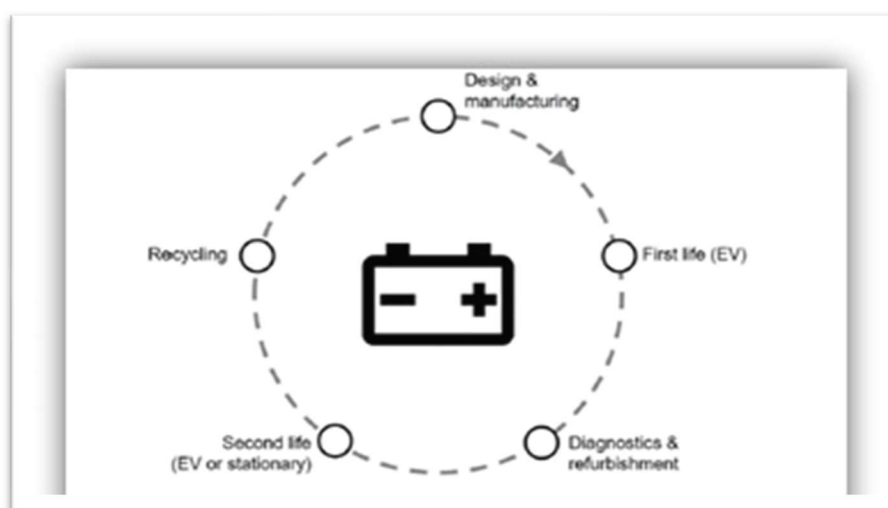 Design &
manufacturing
First life (EV)
Diagnostics &
refurbishment
Second life
(EV or stationary)
Recycling